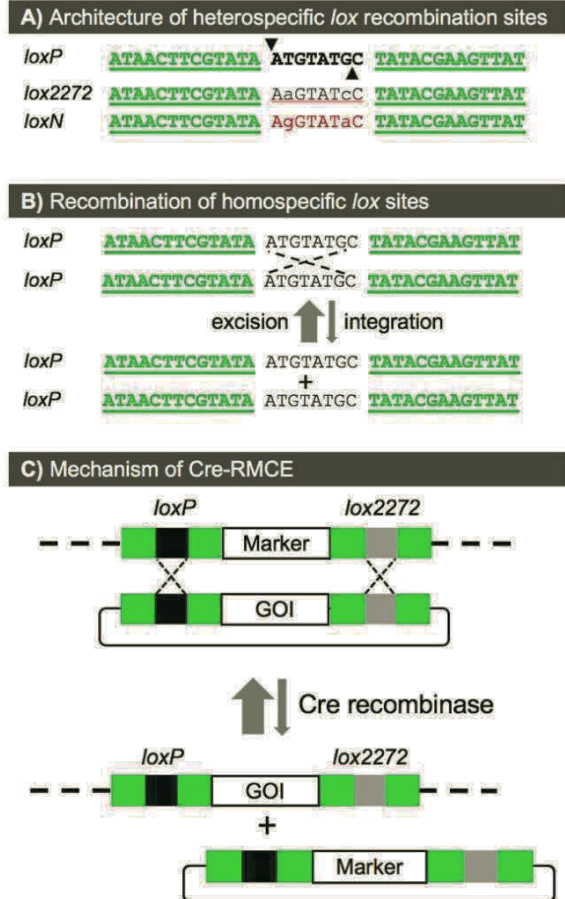 A) Architecture of heterospecific lox recombination sites
loxP ATAACTTCGTATA ATGTATGC TATACGAAGTTAT
lox2272 ATAACTTCGTATA AaGTATcC TATACGAAGTTAT
loxN ATAACTTCGTATA AgGTATaC TATACGAAGTTAT
B) Recombination of homospecific lox sites
loxP ATAACTTCGTATA ATGTATGC TATACGAAGTTAT
loxP ATAACTTCGTATA ATGTATGC TATACGAAGTTAT
excision integration
loxP ATAACTTCGTATA ATGTATGC TATACGAAGTTAT
+
loxP ATAACTTCGTATA ATGTATGC TATACGAAGTTAT
C) Mechanism of Cre-RMCE
loxP lox2272
Marker
GOI
Cre recombinase
loxP lox2272
GOI
+
Marker